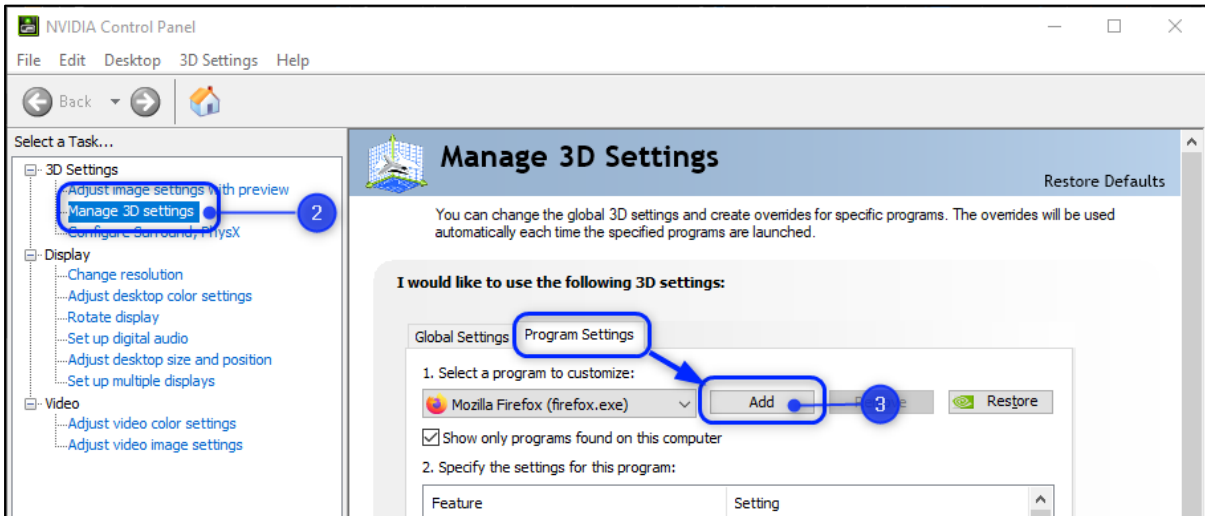 NVIDIA Control Panel
File Edit Desktop 3D Settings Help
Back
Select a Task...
3D Settings
Adjust image settings with preview
Manage 3D settings
2
Configure Surround, PhysX
Display
Change resolution
Adjust desktop color settings
Rotate display
Set up digital audio
Adjust desktop size and position
Set up multiple displays
Video
Adjust video color settings
Adjust video image settings
Manage 3D Settings
Restore Defaults
You can change the global 3D settings and create overrides for specific programs. The overrides will be used
automatically each time the specified programs are launched.
I would like to use the following 3D settings:
Global Settings Program Settings
1. Select a program to customize:
Mozilla Firefox (firefox.exe) Add 3 Restore
Show only programs found on this computer
2. Specify the settings for this program:
Feature Setting